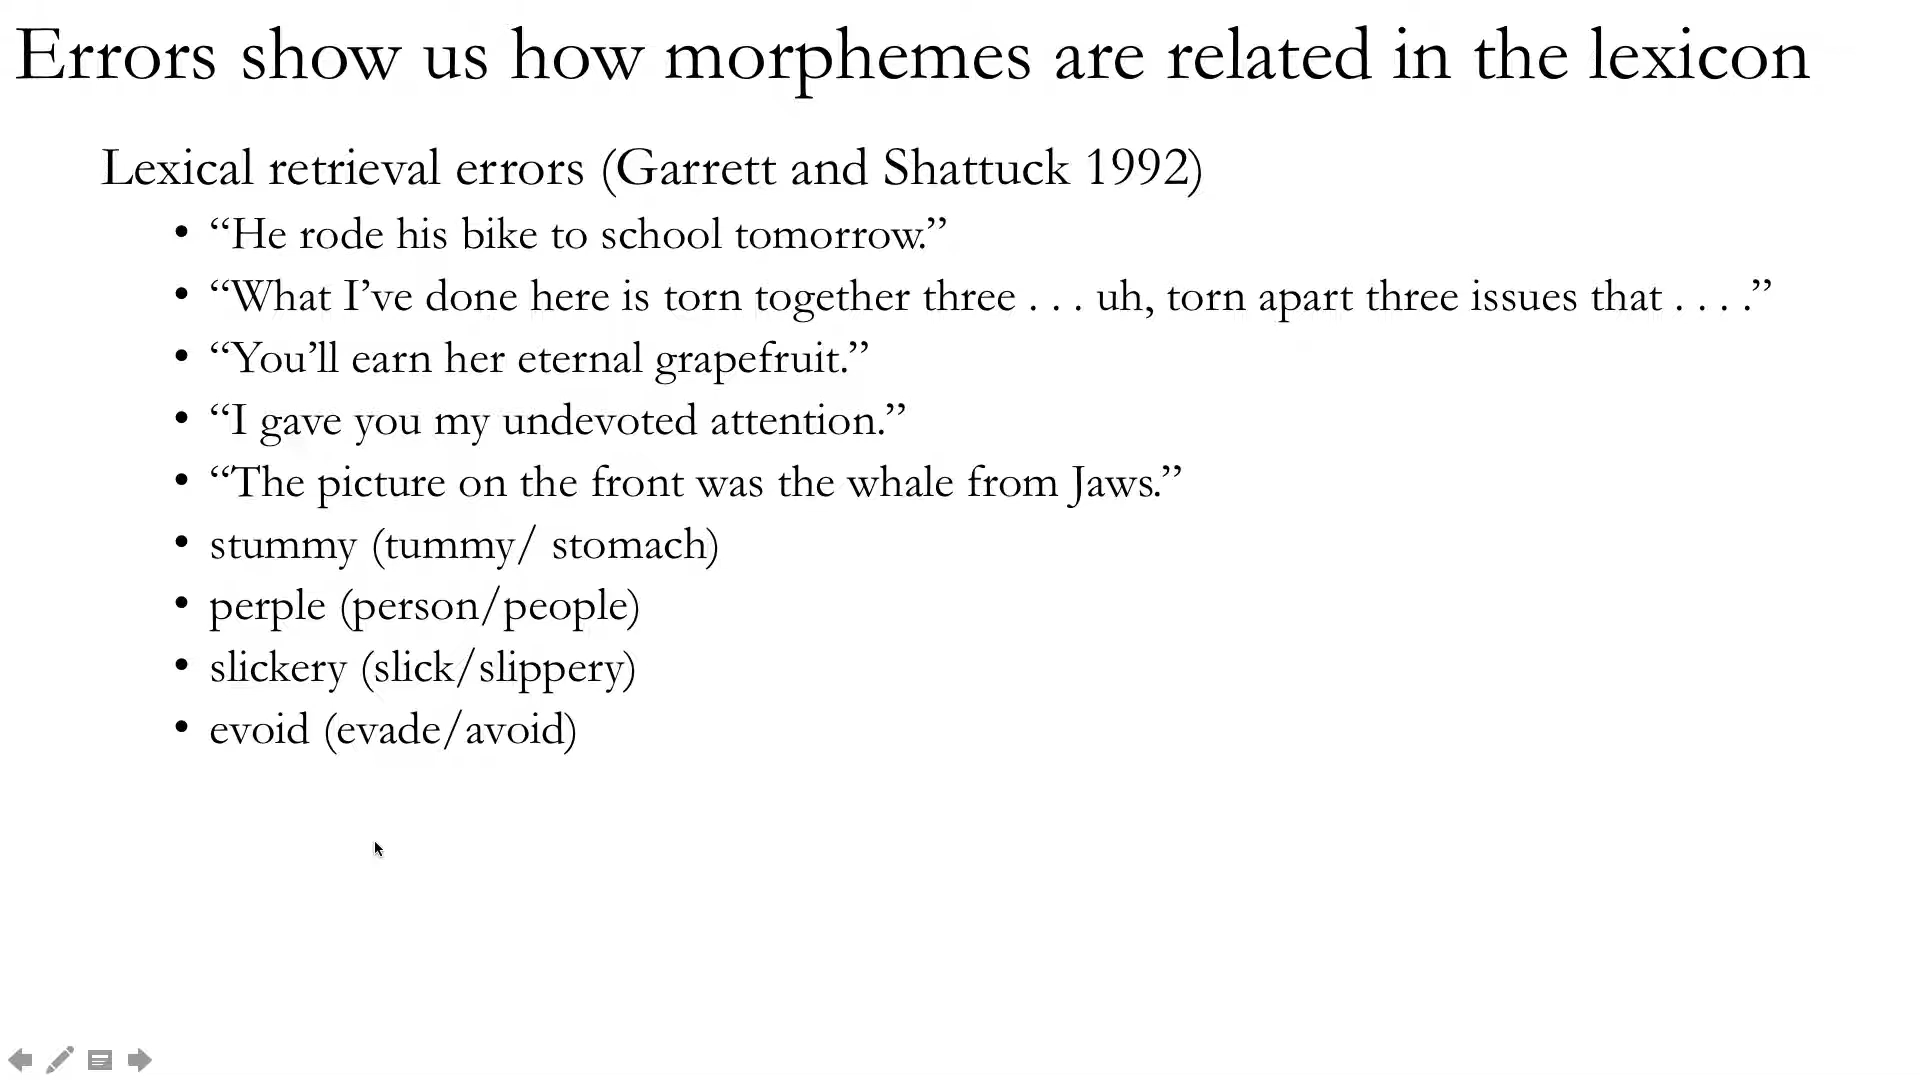 Errors show us how morphemes are related in the lexicon
Lexical retrieval errors (Garrett and Shattuck 1992)
• “He rode his bike to school tomorrow.”
• “What I’ve done here is torn together three . . . uh, torn apart three issues that . . . .”
• “You’ll earn her eternal grapefruit.”
• “I gave you my undevoted attention.”
• “The picture on the front was the whale from Jaws.”
• stummy (tummy/ stomach)
• perple (person/people)
• slickery (slick/slippery)
• evoid (evade/avoid)